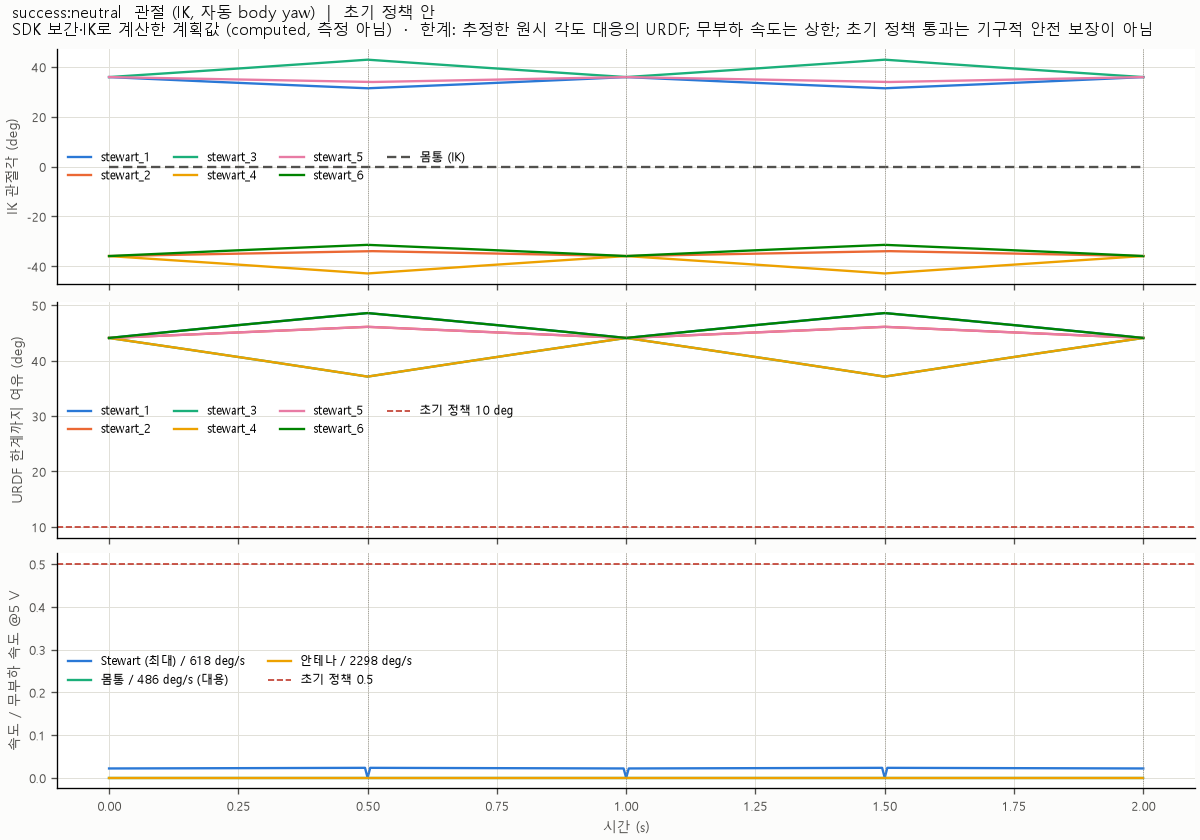 success:neutral 관절 (IK, 자동 body yaw) | 초기 정책 안
SDK 보간·IK로 계산한 계획값 (computed, 측정 아님) · 한계: 추정한 원시 각도 대응의 URDF; 무부하 속도는 상한; 초기 정책 통과는 기구적 안전 보장이 아님
IK 관절각 (deg)
40
20
0
-20
-40
stewart_1 stewart_3 stewart_5 몸통 (IK)
stewart_2 stewart_4 stewart_6
URDF 한계까지 여유 (deg)
50
40
30
20
10
stewart_1 stewart_3 stewart_5 초기 정책 10 deg
stewart_2 stewart_4 stewart_6
속도 / 무부하 속도 @5 V
0.5
0.4
0.3
0.2
0.1
0.0
Stewart (최대) / 618 deg/s 안테나 / 2298 deg/s
몸통 / 486 deg/s (대용) 초기 정책 0.5
0.00 0.25 0.50 0.75 1.00 1.25 1.50 1.75 2.00
시간 (s)